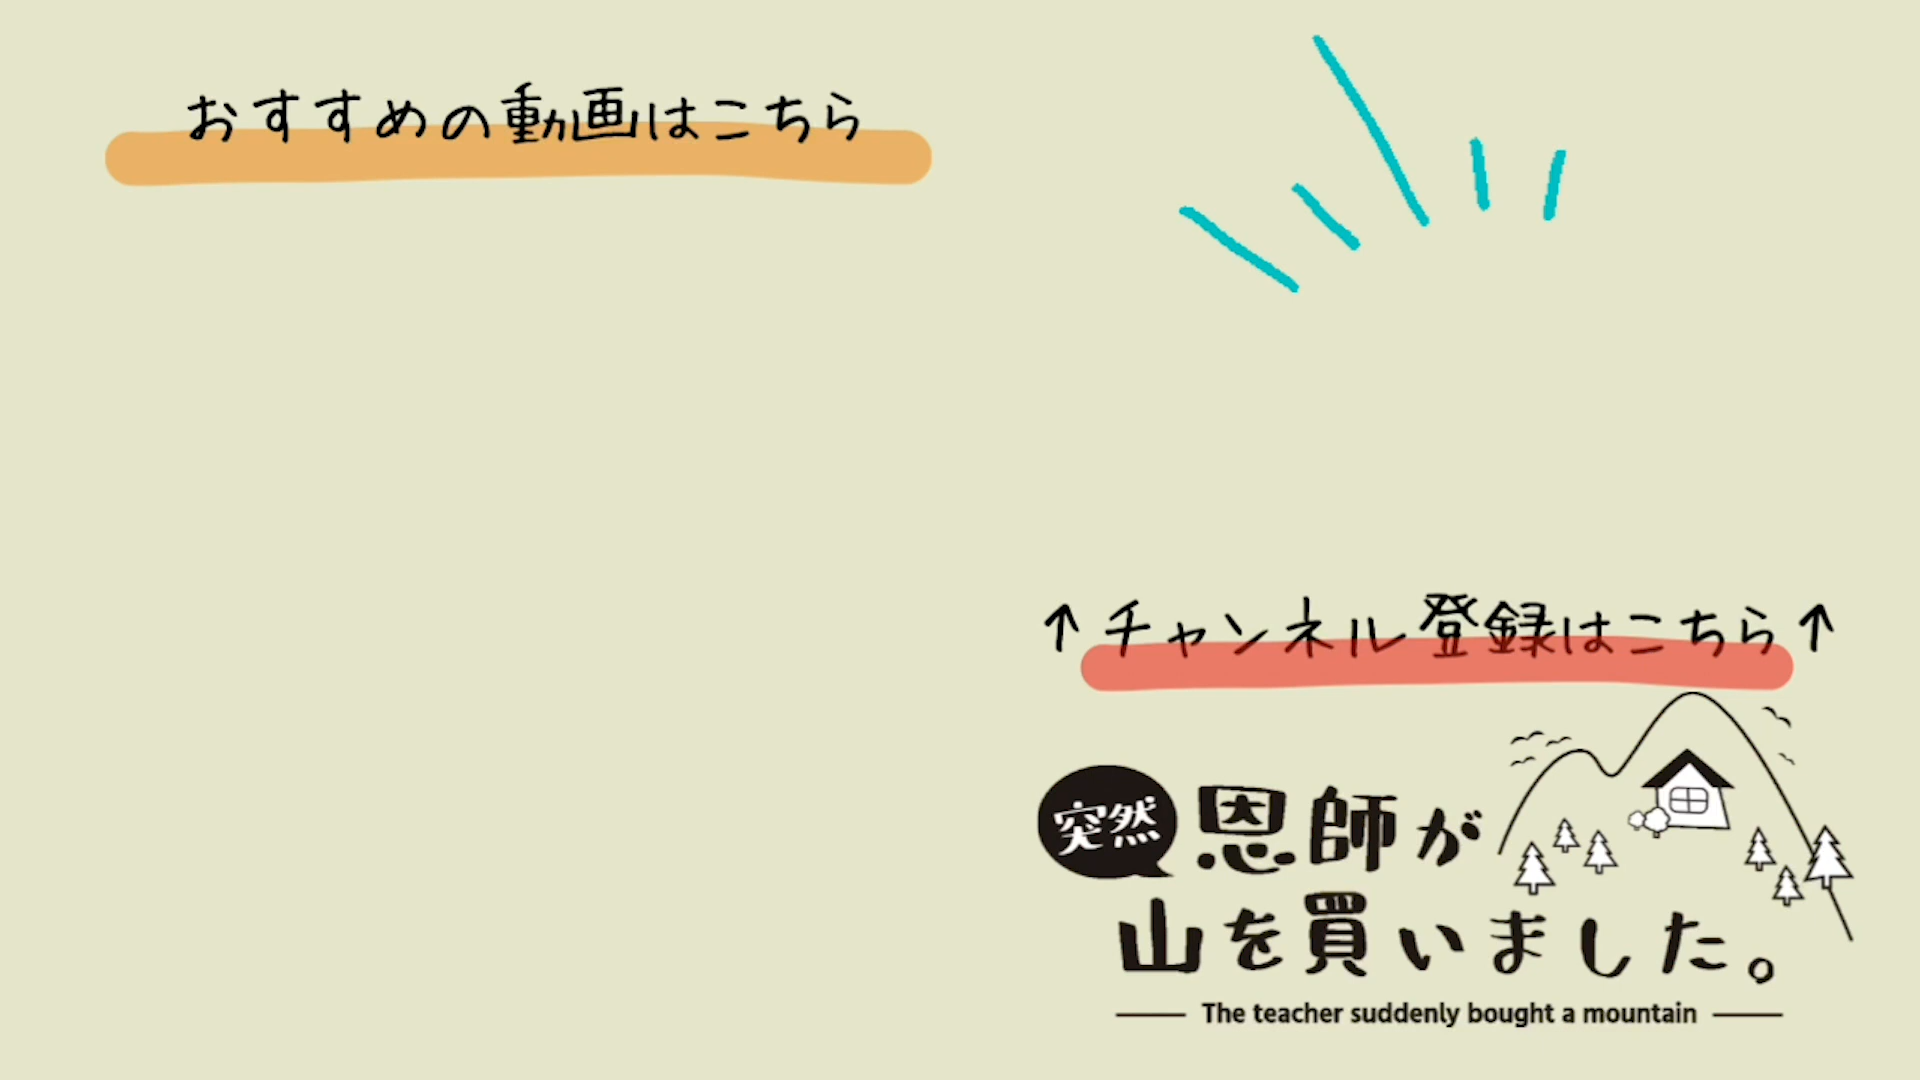 おすすめの動画はこちら
↑チャンネル登録はこちら↑
突然 恩師が
山を買いました。
The teacher suddenly bought a mountain